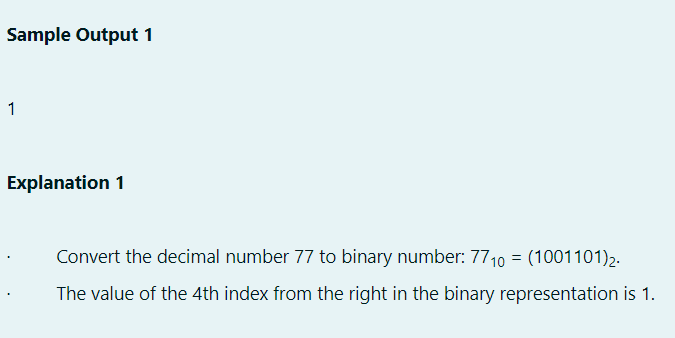 Sample Output 1
1
Explanation 1
· Convert the decimal number 77 to binary number: 77₁₀ = (1001101)₂.
· The value of the 4th index from the right in the binary representation is 1.